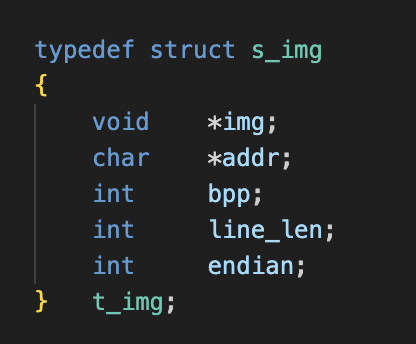 typedef struct s_img
{
    void    *img;
    char    *addr;
    int     bpp;
    int     line_len;
    int     endian;
}   t_img;